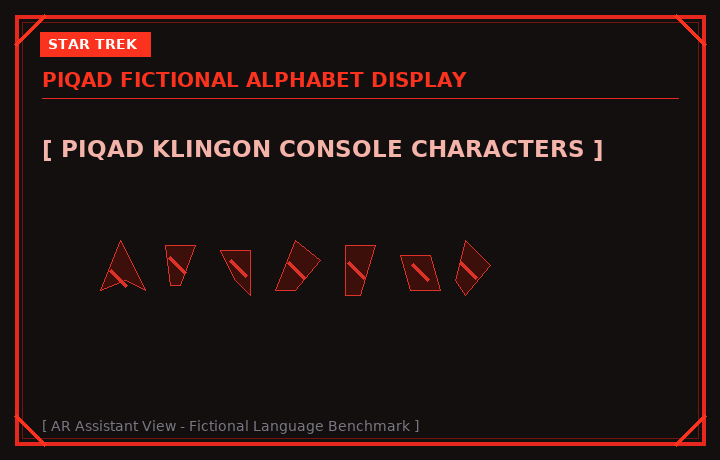 STAR TREK
PIQAD FICTIONAL ALPHABET DISPLAY
[ PIQAD KLINGON CONSOLE CHARACTERS ]
[ AR Assistant View - Fictional Language Benchmark ]